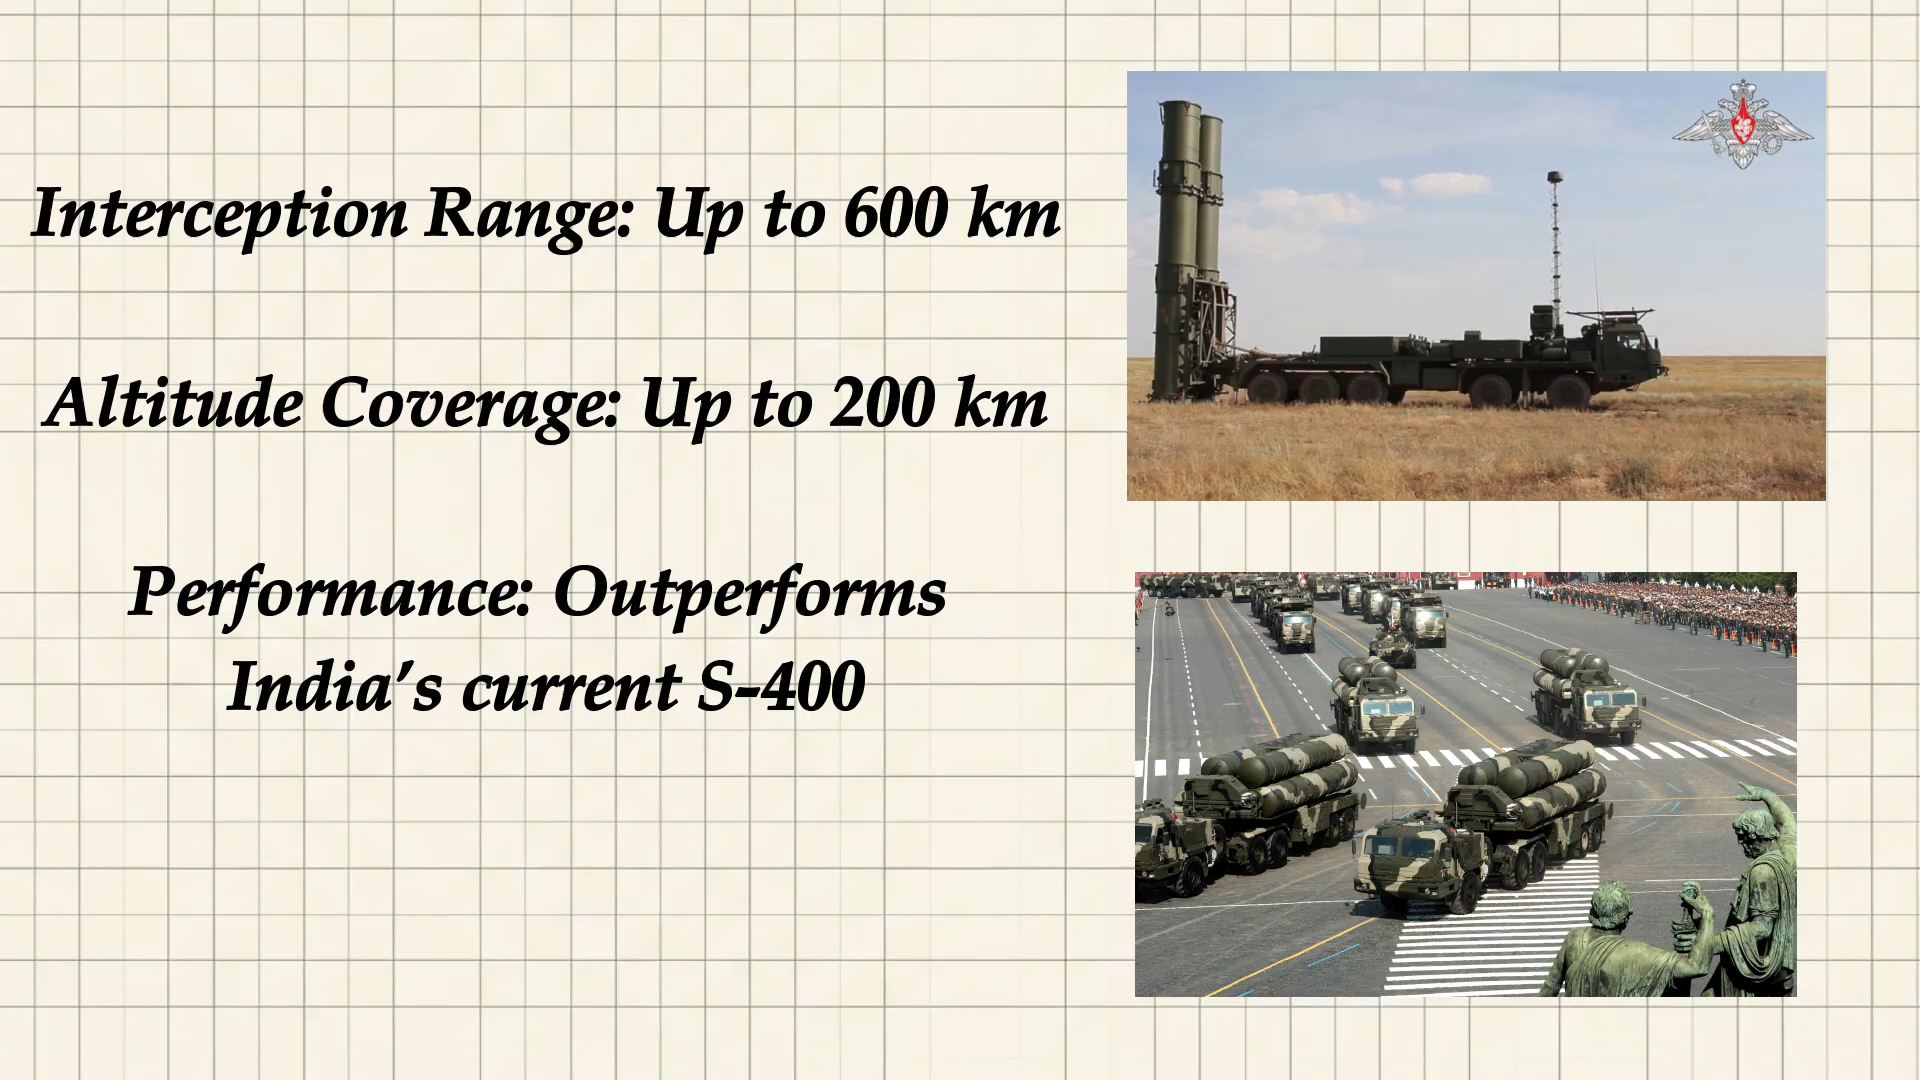 Interception Range: Up to 600 km
Altitude Coverage: Up to 200 km
Performance: Outperforms
India’s current S-400